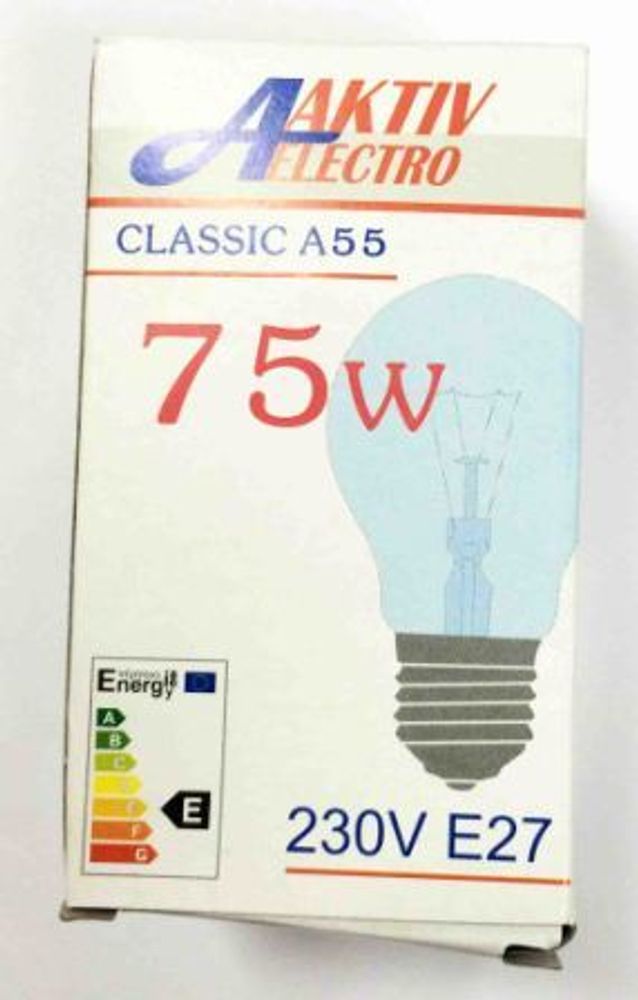 AKTIV
ELECTRO
CLASSIC A55
75W
Energy
A
B
C
E
F
G
E
230V E27